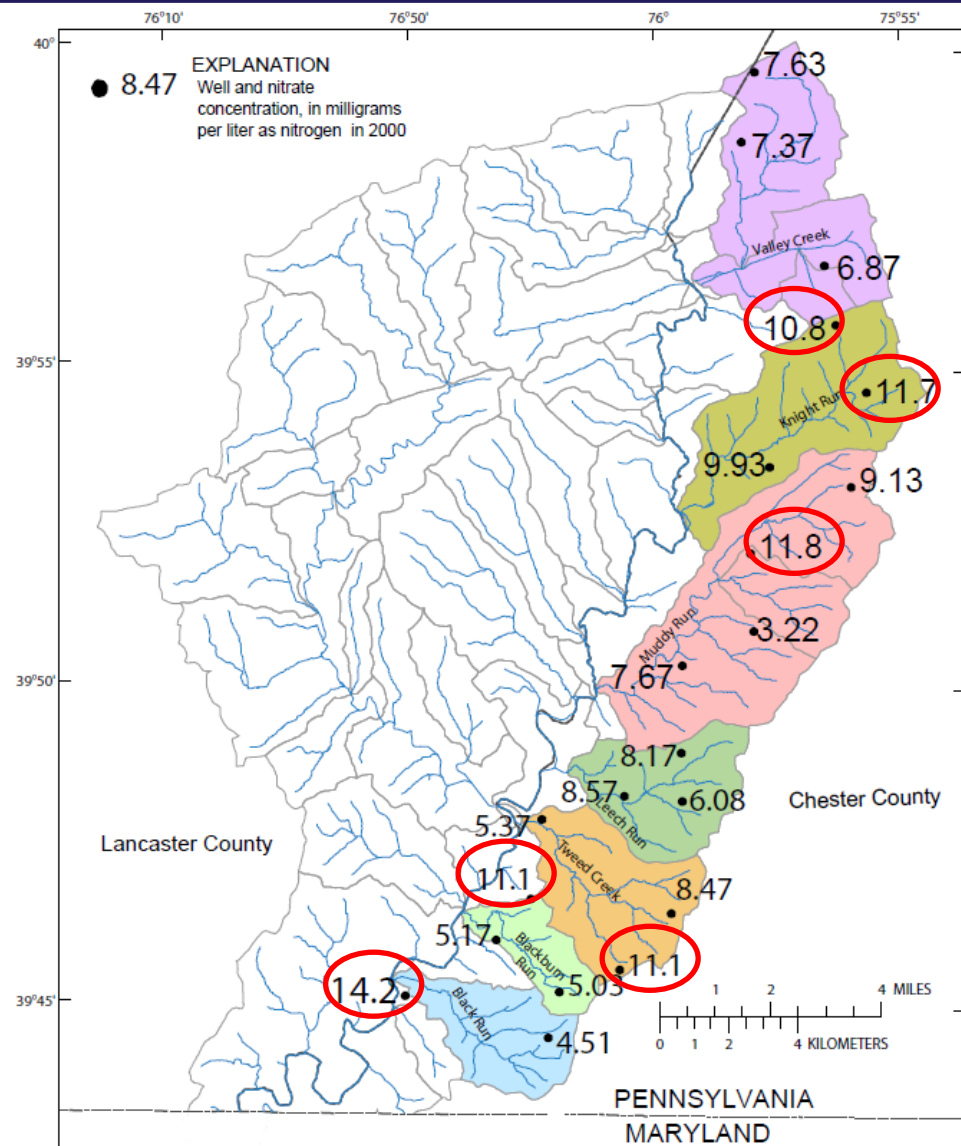 76°10'
76°50'
76°
75°55'
40°
EXPLANATION
8.47
Well and nitrate
concentration, in milligrams
per liter as nitrogen in 2000
7.63
7.37
Valley Creek
6.87
10.8
39°55'
11.7
Knight Run
9.93
9.13
11.8
3.22
Muddy Run
7.67
39°50'
8.17
8.57
6.08
Leech Run
Chester County
5.37
Lancaster County
Tweed Creek
11.1
8.47
5.17
Blackburn
Run
11.1
5.03
14.2
39°45'
Black Run
4.51
1 2 4 MILES
0 1 2 4 KILOMETERS
PENNSYLVANIA
MARYLAND